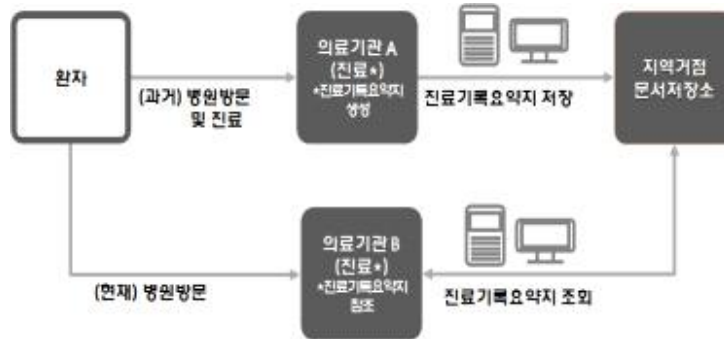 환자
(과거) 병원방문
및 진료
의료기관 A
(진료*)
*진료기록요약지
생성
진료기록요약지 저장
지역거점
문서저장소
(현재) 병원방문
의료기관 B
(진료*)
*진료기록요약지
참조
진료기록요약지 조회